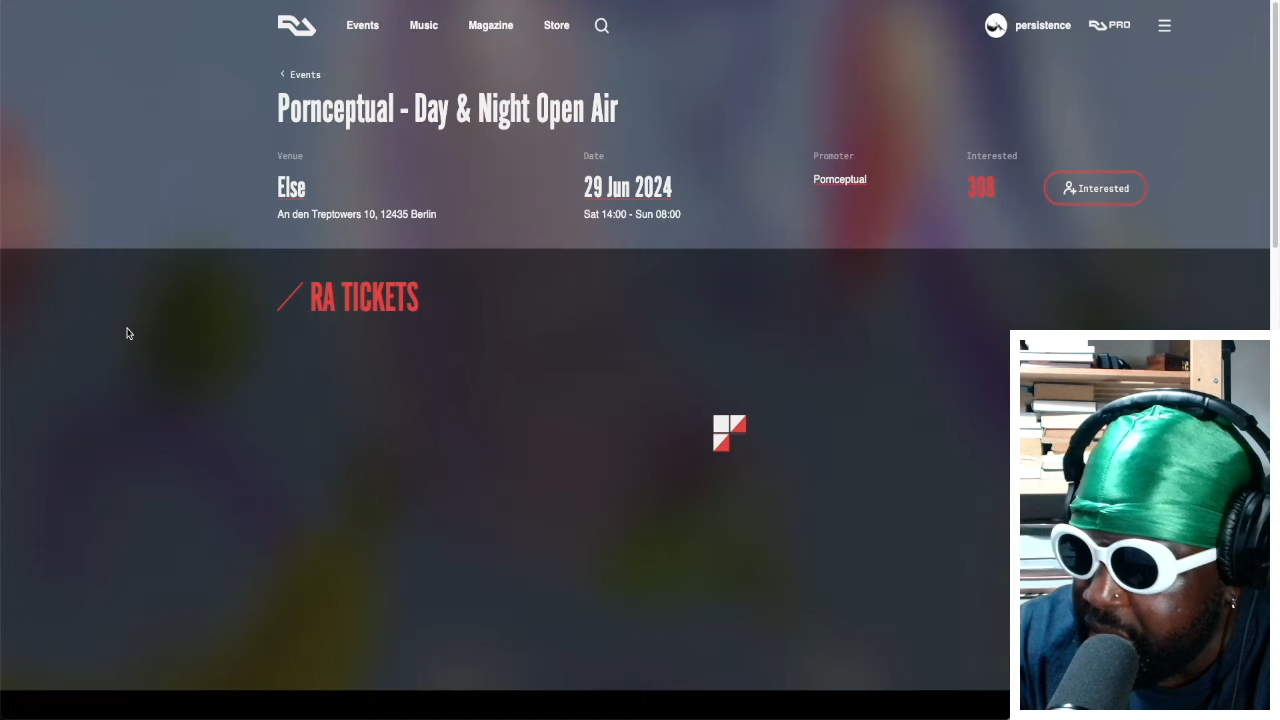 Events Music Magazine Store persistence PRO
Events
Pornceptual - Day & Night Open Air
Venue Date Promoter Interested
Else 29 Jun 2024 Pornceptual 308 Interested
An den Treptowers 10, 12435 Berlin Sat 14:00 - Sun 08:00
RA TICKETS